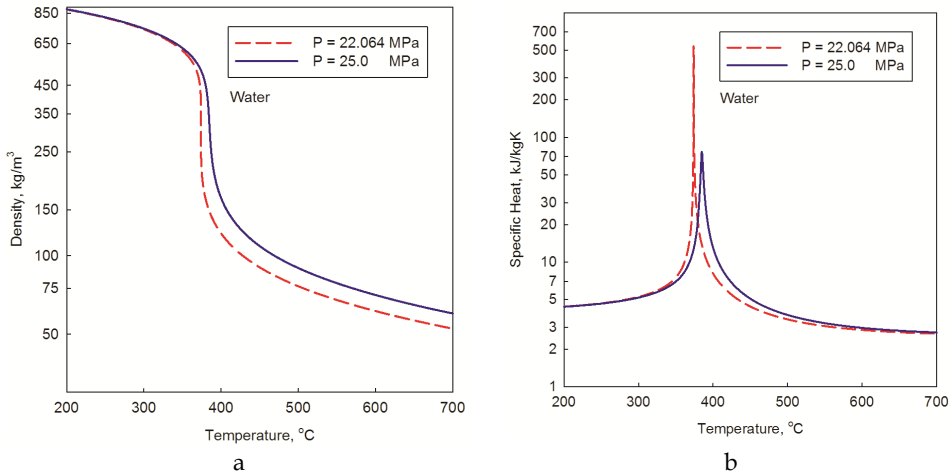 850
650
450
350
250
150
100
75
50
Density, kg/m³
P = 22.064 MPa
P = 25.0 MPa
Water
200 300 400 500 600 700
Temperature, °C
a
700
500
300
200
100
70
50
30
20
10
7
5
3
2
1
Specific Heat, kJ/kgK
P = 22.064 MPa
P = 25.0 MPa
Water
200 300 400 500 600 700
Temperature, °C
b